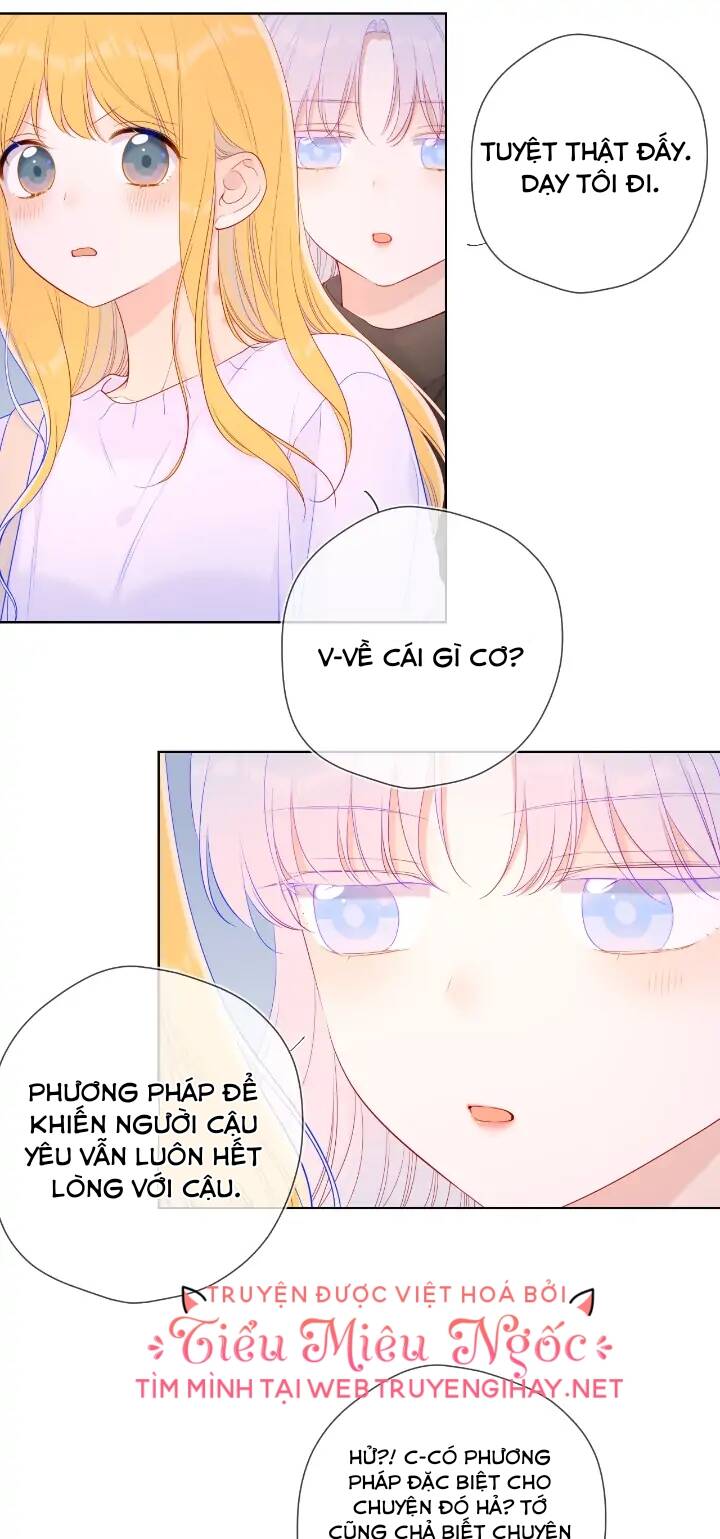 TUYỆT THẬT ĐẤY.
DẠY TÔI ĐI.
V-VỀ CÁI GÌ CƠ?
PHƯƠNG PHÁP ĐỂ
KHIẾN NGƯỜI CẬU
YÊU VẪN LUÔN HẾT
LÒNG VỚI CẬU.
TRUYỆN ĐƯỢC VIỆT HOÁ BỞI
Tiểu Miêu Ngốc
TÌM MÌNH TẠI WEBTRUYENGIHAY.NET
HỬ?! C-CÓ PHƯƠNG
PHÁP ĐẶC BIỆT CHO
CHUYỆN ĐÓ HẢ? TỚ
CŨNG CHẢ BIẾT CHUYỆN